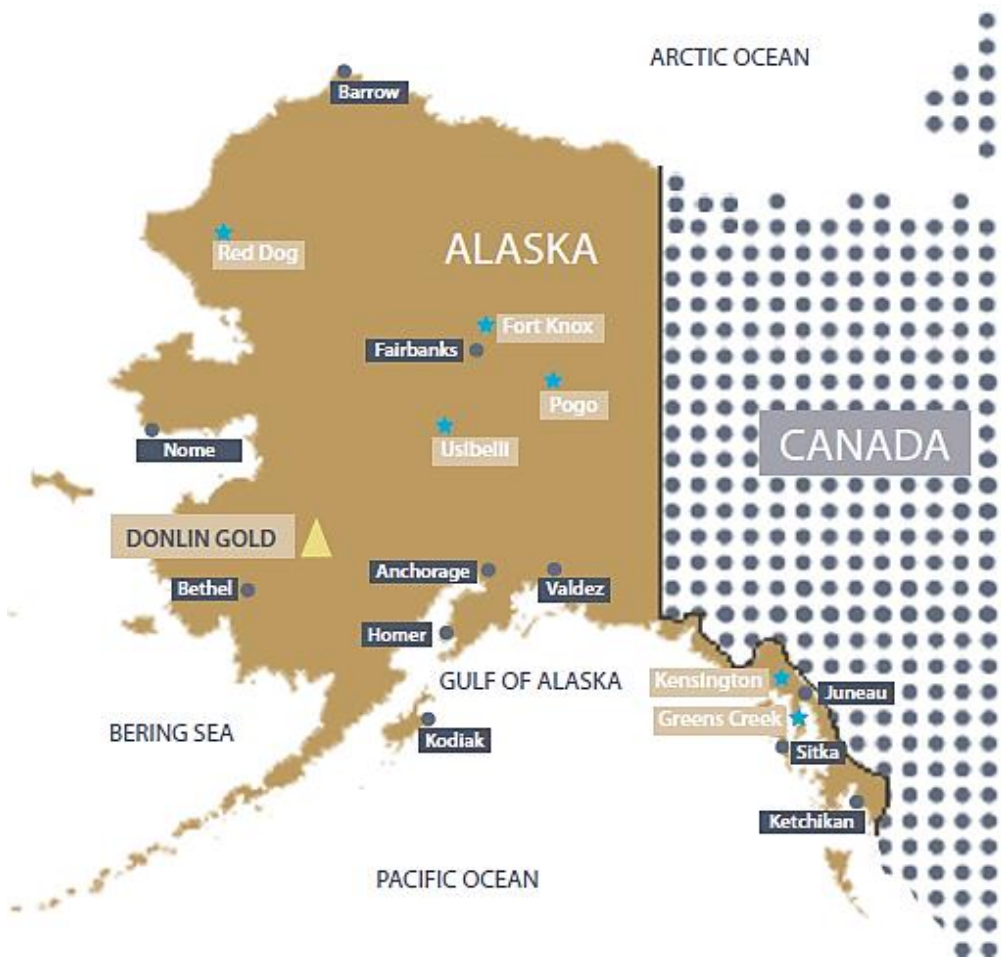 ARCTIC OCEAN
Barrow
Red Dog
ALASKA
Fort Knox
Fairbanks
Pogo
Usibelli
Nome
CANADA
DONLIN GOLD
Bethel
Anchorage
Valdez
Homer
GULF OF ALASKA
Kensington
Juneau
Greens Creek
BERING SEA
Kodiak
Sitka
Ketchikan
PACIFIC OCEAN